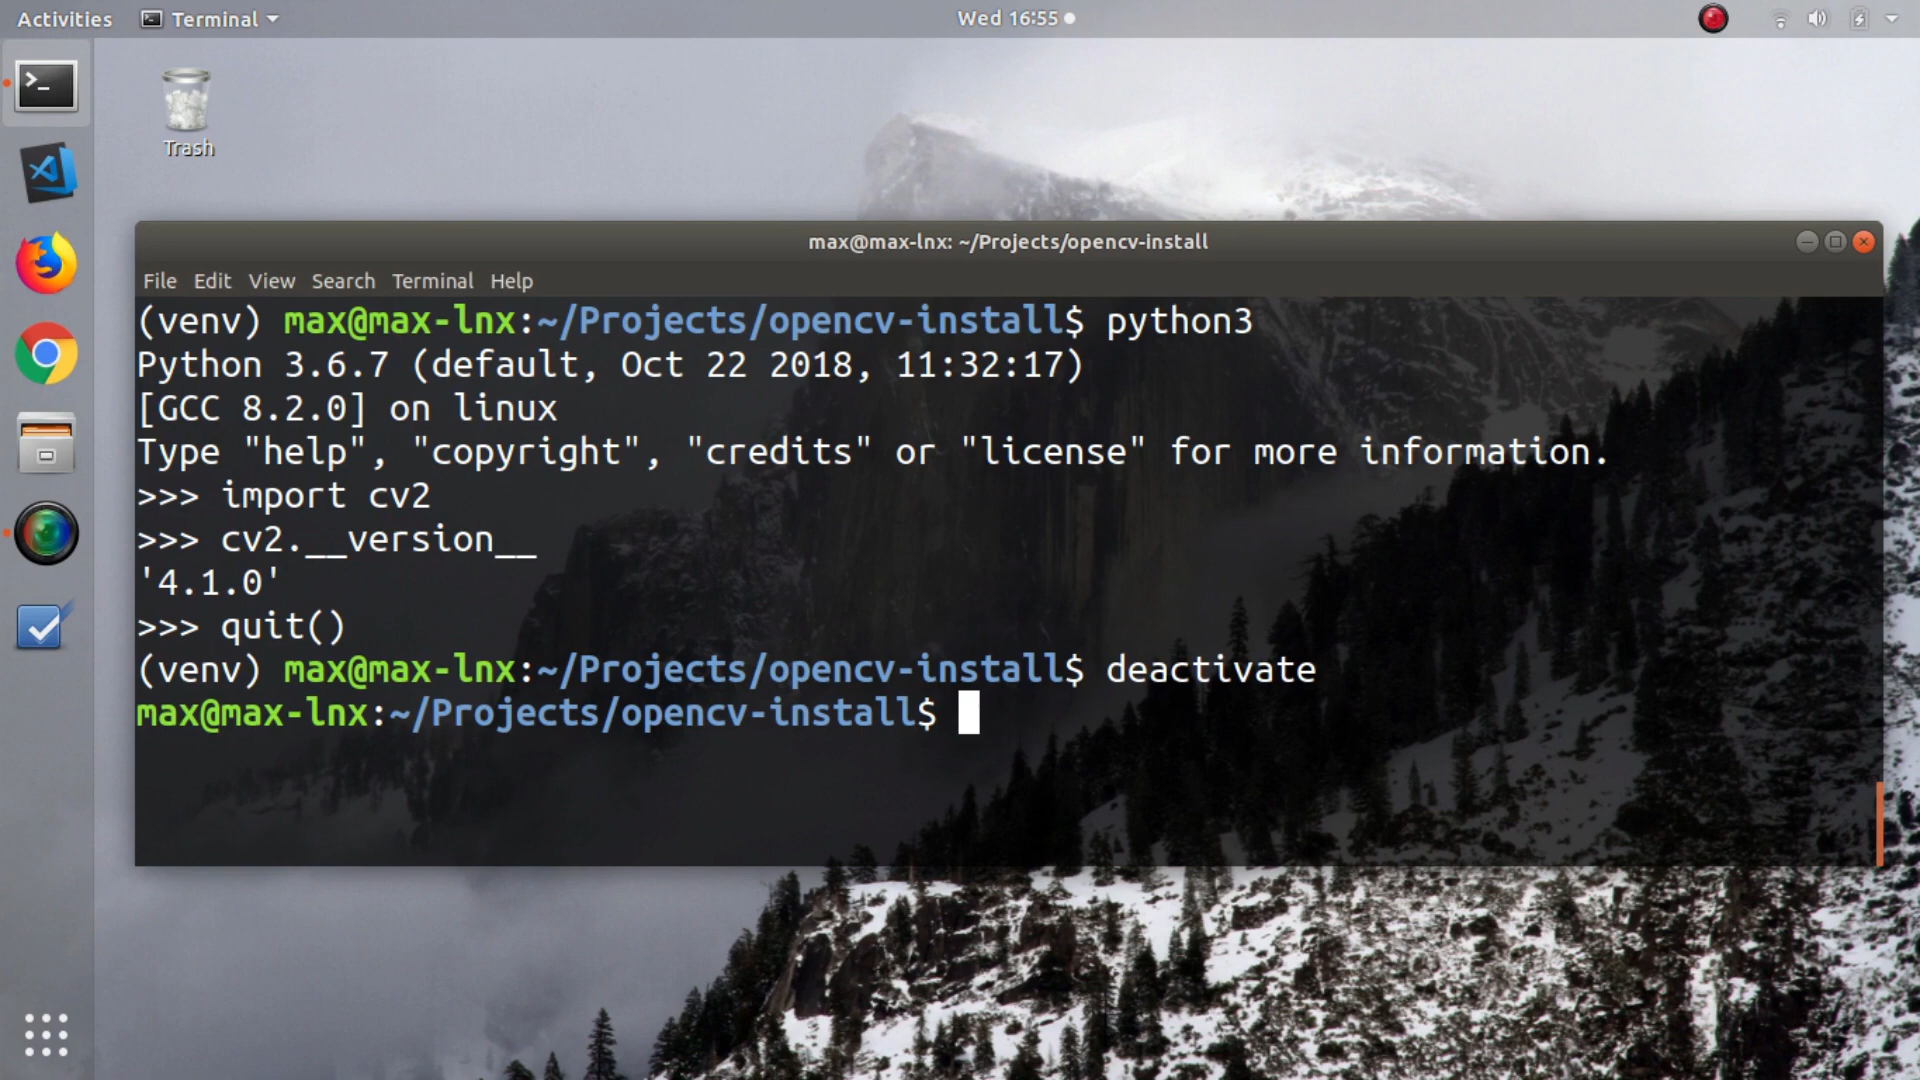 Activities Terminal Wed 16:55
Trash
max@max-lnx: ~/Projects/opencv-install
File Edit View Search Terminal Help
(venv) max@max-lnx:~/Projects/opencv-install$ python3
Python 3.6.7 (default, Oct 22 2018, 11:32:17)
[GCC 8.2.0] on linux
Type "help", "copyright", "credits" or "license" for more information.
>>> import cv2
>>> cv2.__version__
'4.1.0'
>>> quit()
(venv) max@max-lnx:~/Projects/opencv-install$ deactivate
max@max-lnx:~/Projects/opencv-install$